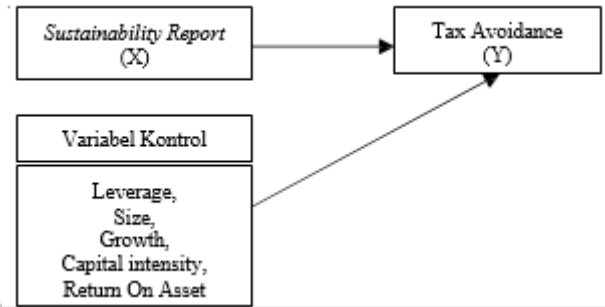 Sustainability Report
(X)
Tax Avoidance
(Y)
Variabel Kontrol
Leverage,
Size,
Growth,
Capital intensity,
Return On Asset